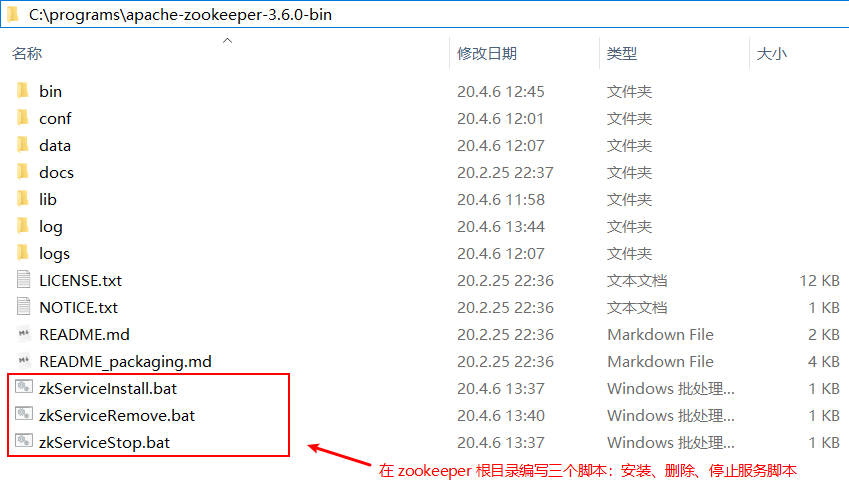 C:\programs\apache-zookeeper-3.6.0-bin
名称 修改日期 类型 大小
bin 20.4.6 12:45 文件夹
conf 20.4.6 12:01 文件夹
data 20.4.6 12:07 文件夹
docs 20.2.25 22:37 文件夹
lib 20.4.6 11:58 文件夹
log 20.4.6 13:44 文件夹
logs 20.4.6 12:07 文件夹
LICENSE.txt 20.2.25 22:36 文本文档 12 KB
NOTICE.txt 20.2.25 22:36 文本文档 1 KB
README.md 20.2.25 22:36 Markdown File 2 KB
README_packaging.md 20.2.25 22:36 Markdown File 4 KB
zkServiceInstall.bat 20.4.6 13:37 Windows 批处理... 1 KB
zkServiceRemove.bat 20.4.6 13:40 Windows 批处理... 1 KB
zkServiceStop.bat 20.4.6 13:37 Windows 批处理... 1 KB
在 zookeeper 根目录编写三个脚本：安装、删除、停止服务脚本